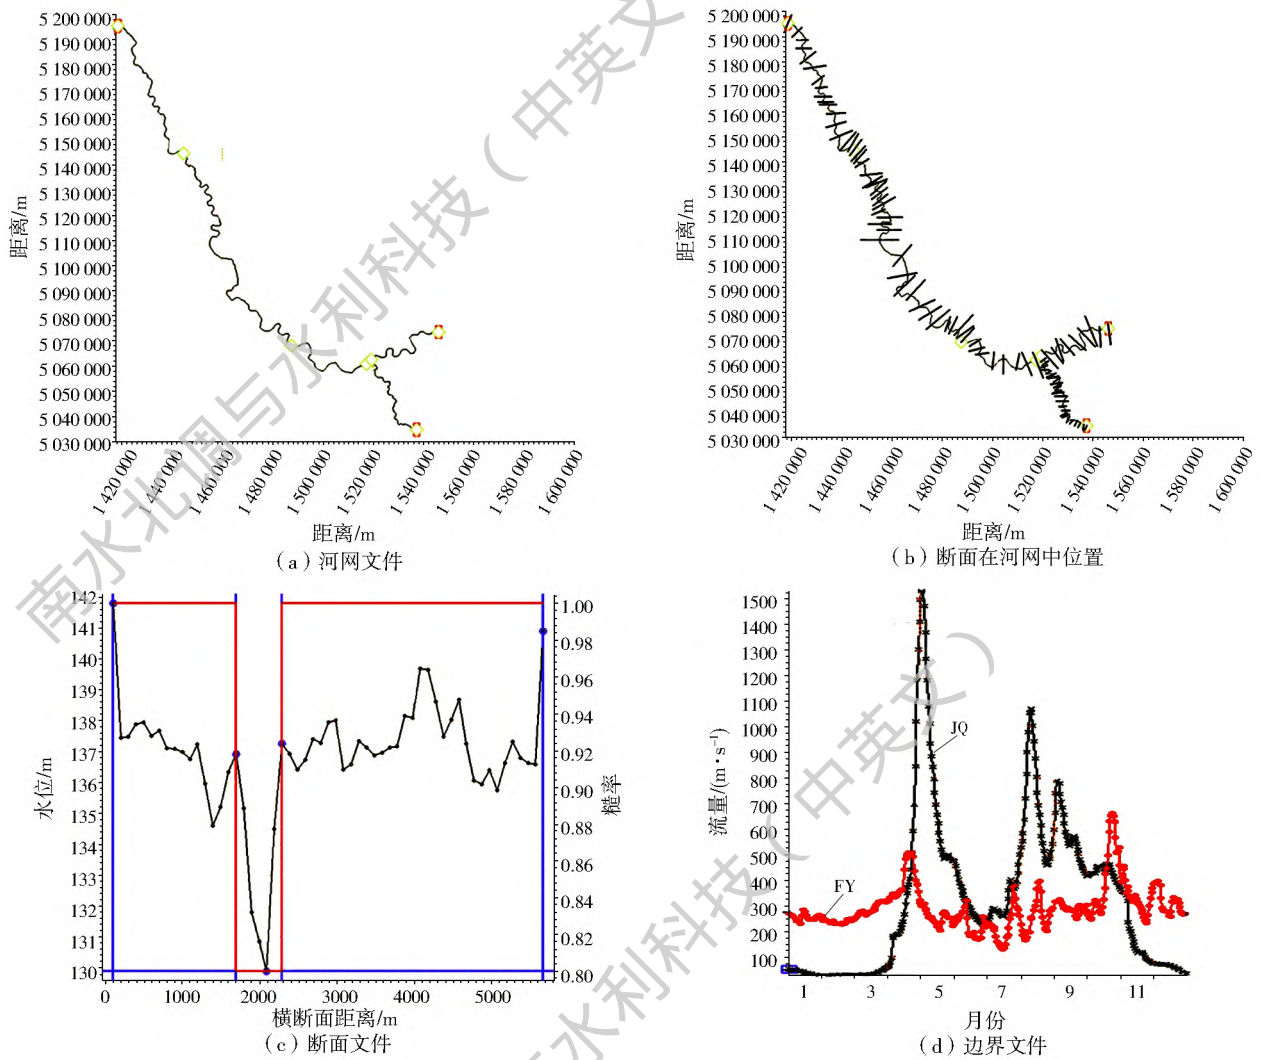 5 200 000
5 190 000
5 180 000
5 170 000
5 160 000
5 150 000
5 140 000
5 130 000
5 120 000
5 110 000
5 100 000
5 090 000
5 080 000
5 070 000
5 060 000
5 050 000
5 040 000
5 030 000
距离/m
1 420 000
1 440 000
1 460 000
1 480 000
1 500 000
1 520 000
1 540 000
1 560 000
1 580 000
1 600 000
距离/m
(a)河网文件
5 200 000
5 190 000
5 180 000
5 170 000
5 160 000
5 150 000
5 140 000
5 130 000
5 120 000
5 110 000
5 100 000
5 090 000
5 080 000
5 070 000
5 060 000
5 050 000
5 040 000
5 030 000
距离/m
1 420 000
1 440 000
1 460 000
1 480 000
1 500 000
1 520 000
1 540 000
1 560 000
1 580 000
1 600 000
距离/m
(b)断面在河网中位置
142
141
140
139
138
137
136
135
134
133
132
131
130
水位/m
1.00
0.98
0.96
0.94
0.92
0.90
0.88
0.86
0.84
0.82
0.80
糙率
0
1000
2000
3000
4000
5000
横断面距离/m
(c)断面文件
1500
1400
1300
1200
1100
1000
900
800
700
600
500
400
300
200
100
流量/(m·s⁻¹)
JQ
FY
1
3
5
7
9
11
月份
(d)边界文件
南水北调与水利科技(中英文)
南水北调与水利科技(中英文)